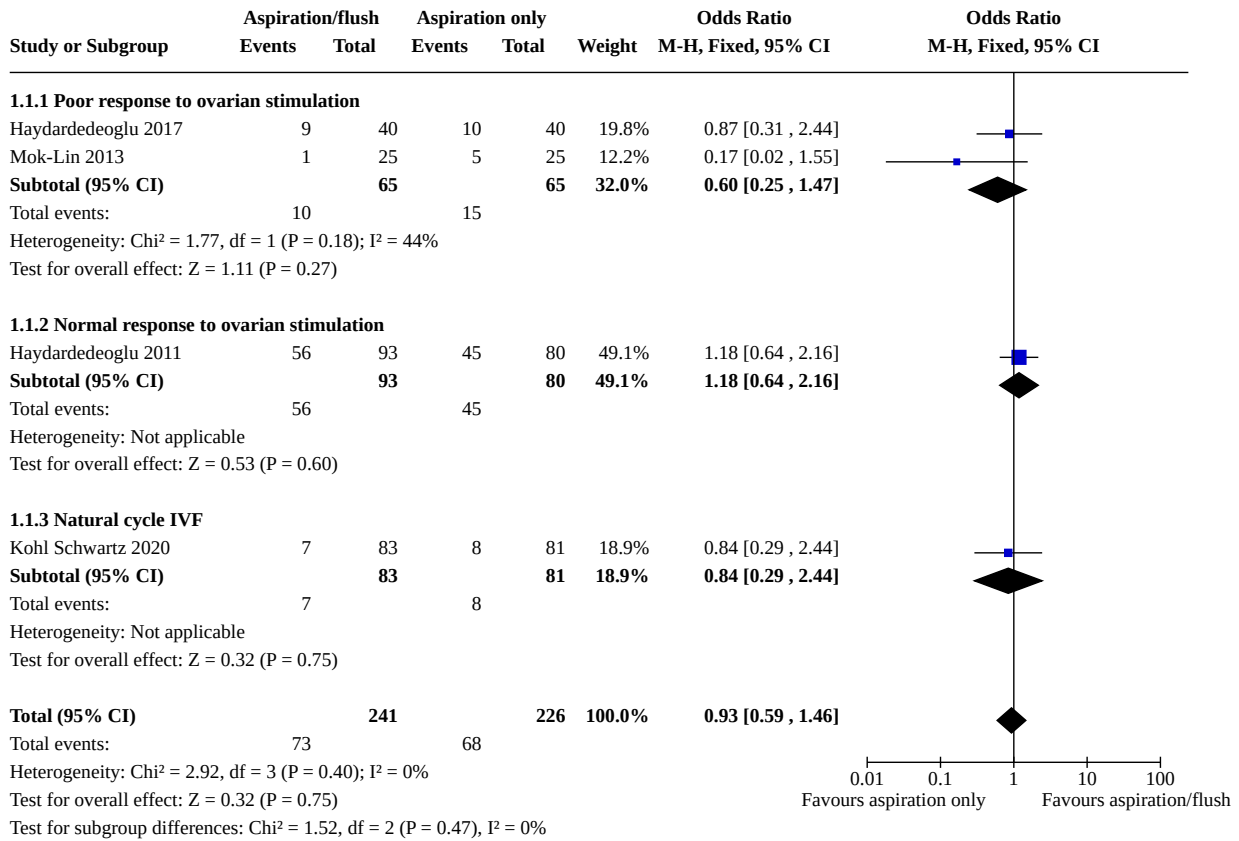 Aspiration/flush Aspiration only Odds Ratio Odds Ratio
Study or Subgroup Events Total Events Total Weight M-H, Fixed, 95% CI M-H, Fixed, 95% CI
1.1.1 Poor response to ovarian stimulation
Haydardedeoglu 2017 9 40 10 40 19.8% 0.87 [0.31 , 2.44]
Mok-Lin 2013 1 25 5 25 12.2% 0.17 [0.02 , 1.55]
Subtotal (95% CI) 65 65 32.0% 0.60 [0.25 , 1.47]
Total events: 10 15
Heterogeneity: Chi² = 1.77, df = 1 (P = 0.18); I² = 44%
Test for overall effect: Z = 1.11 (P = 0.27)
1.1.2 Normal response to ovarian stimulation
Haydardedeoglu 2011 56 93 45 80 49.1% 1.18 [0.64 , 2.16]
Subtotal (95% CI) 93 80 49.1% 1.18 [0.64 , 2.16]
Total events: 56 45
Heterogeneity: Not applicable
Test for overall effect: Z = 0.53 (P = 0.60)
1.1.3 Natural cycle IVF
Kohl Schwartz 2020 7 83 8 81 18.9% 0.84 [0.29 , 2.44]
Subtotal (95% CI) 83 81 18.9% 0.84 [0.29 , 2.44]
Total events: 7 8
Heterogeneity: Not applicable
Test for overall effect: Z = 0.32 (P = 0.75)
Total (95% CI) 241 226 100.0% 0.93 [0.59 , 1.46]
Total events: 73 68
Heterogeneity: Chi² = 2.92, df = 3 (P = 0.40); I² = 0%
Test for overall effect: Z = 0.32 (P = 0.75)
Test for subgroup differences: Chi² = 1.52, df = 2 (P = 0.47), I² = 0%
0.01 0.1 1 10 100
Favours aspiration only Favours aspiration/flush